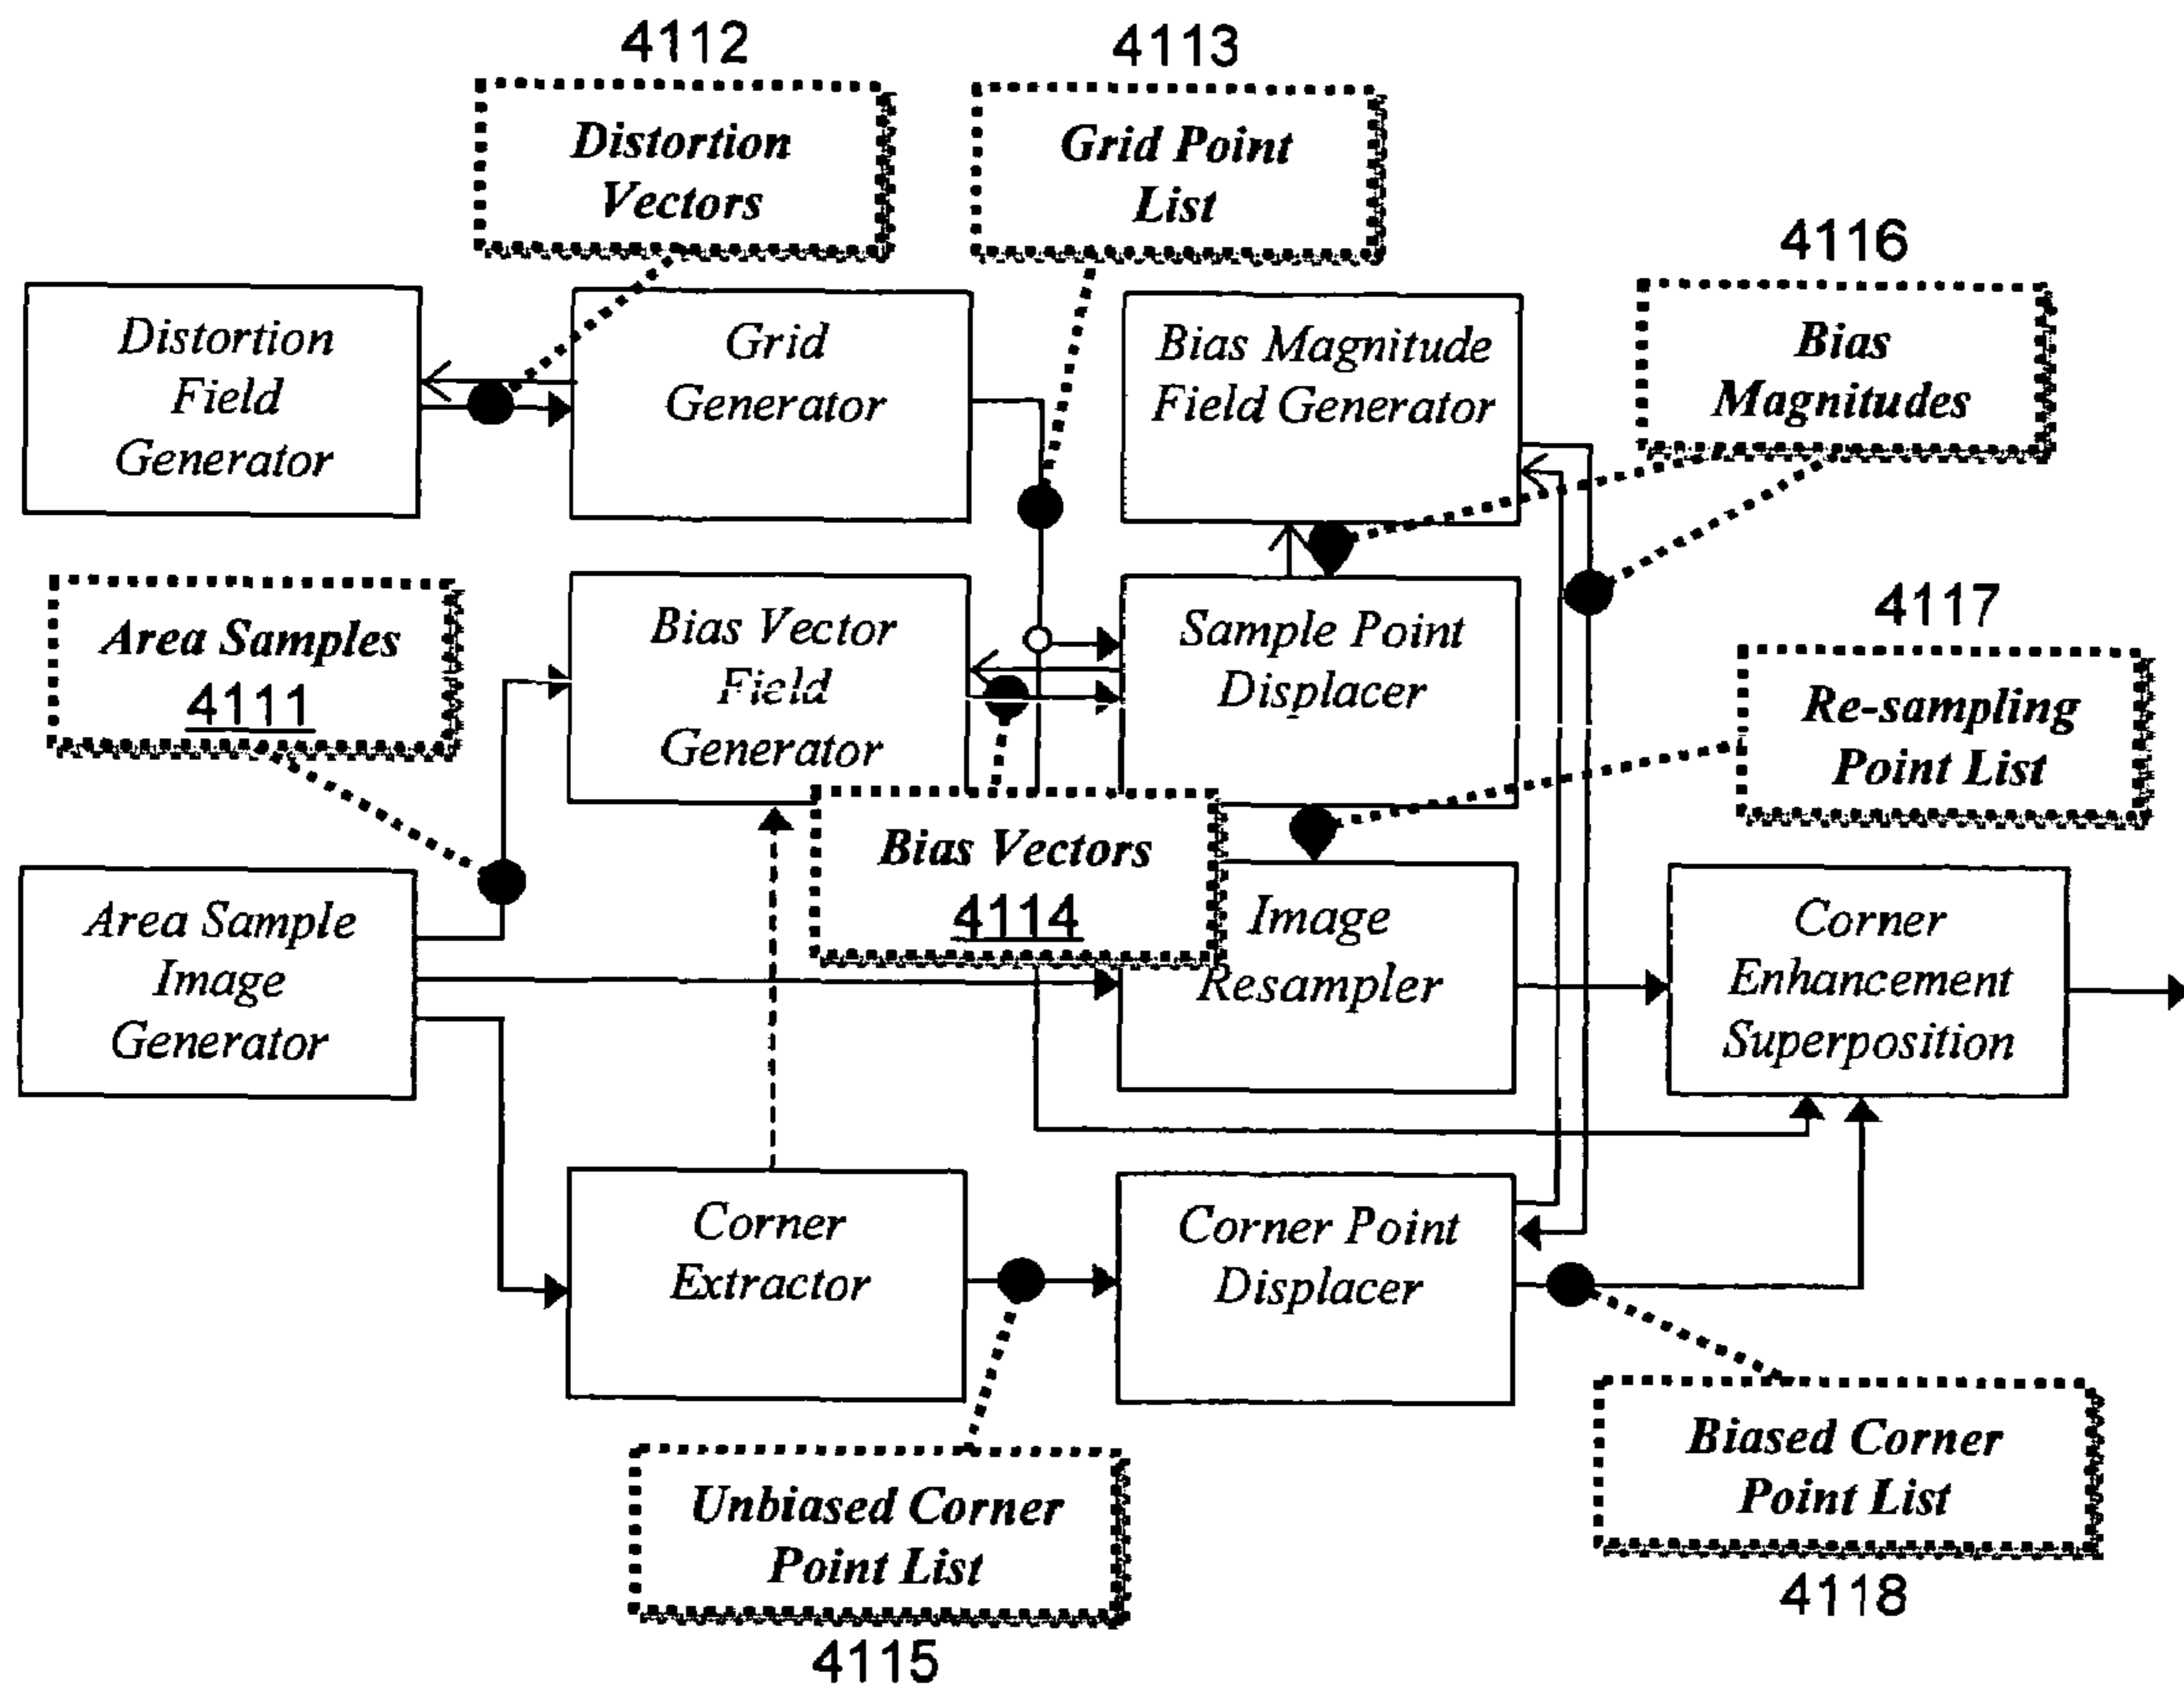 4112
Distortion
Vectors
4113
Grid Point
List
4116
Bias
Magnitudes
Distortion
Field
Generator
Grid
Generator
Bias Magnitude
Field Generator
Area Samples
4111
Bias Vector
Field
Generator
Sample Point
Displacer
4117
Re-sampling
Point List
Bias Vectors
4114
Area Sample
Image
Generator
Image
Resampler
Corner
Enhancement
Superposition
Corner
Extractor
Corner Point
Displacer
Unbiased Corner
Point List
4115
Biased Corner
Point List
4118